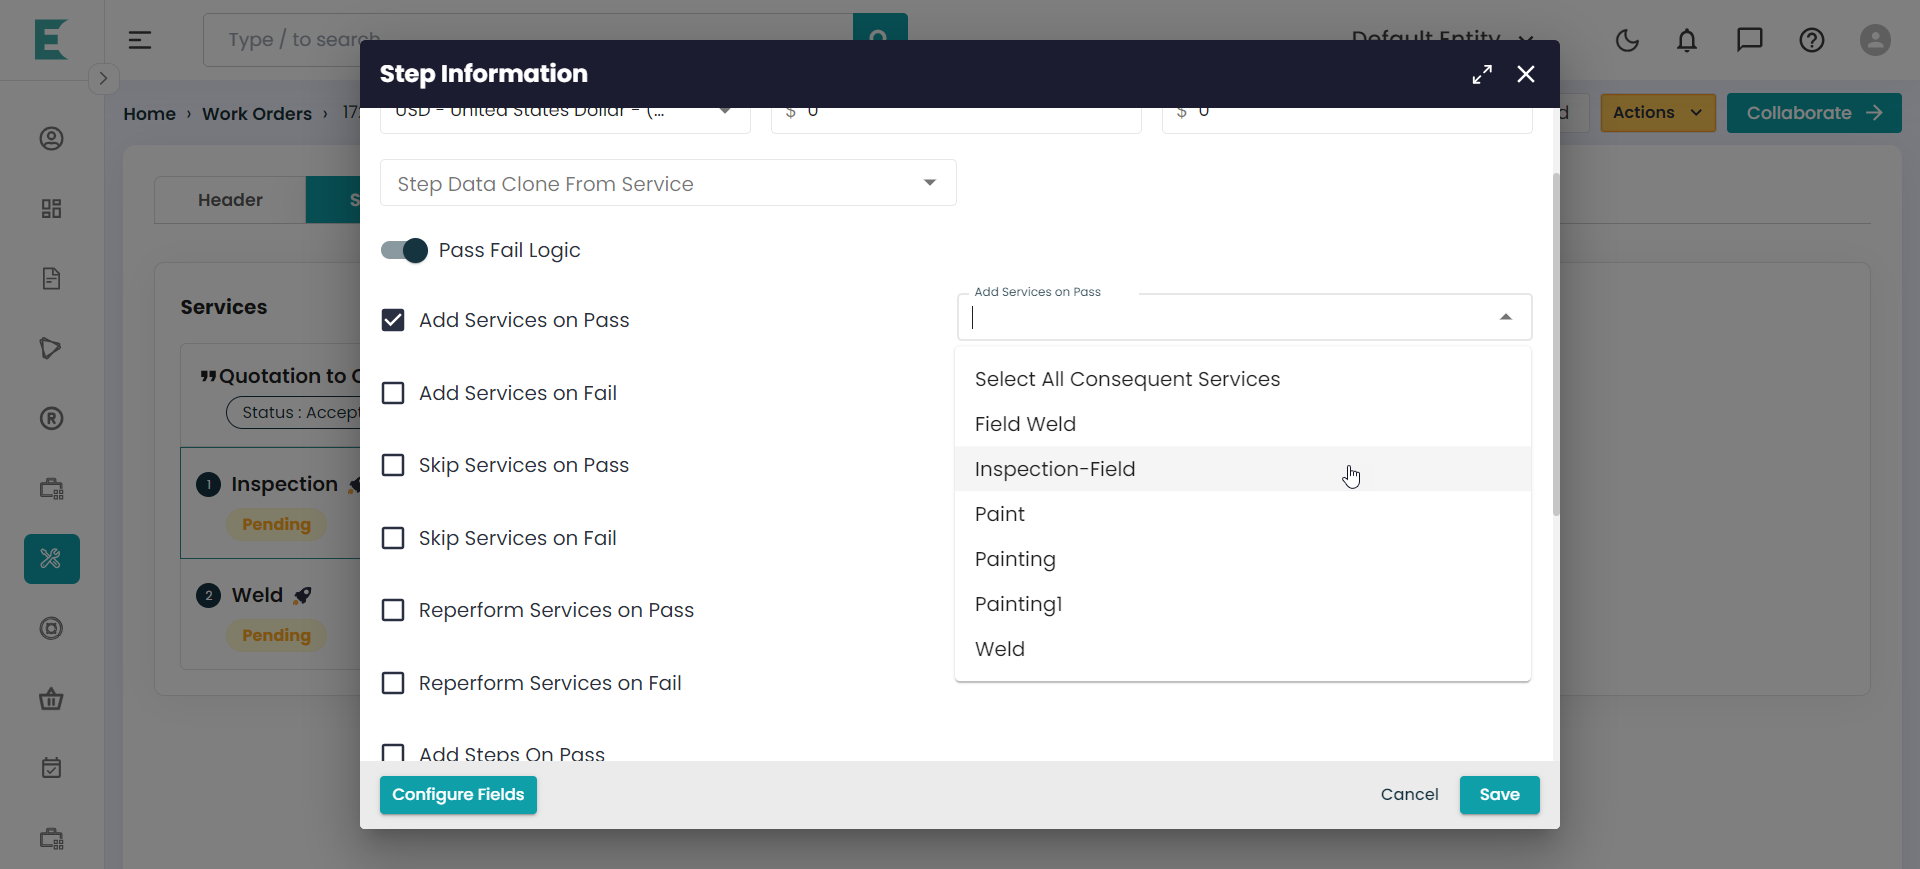 E
Type / to search
Default Entity
Step Information
Home › Work Orders › 17.
Actions
Collaborate
USD - United States Dollar - (...
$ 0
$ 0
Step Data Clone From Service
Header
S
Pass Fail Logic
Services
Add Services on Pass
Add Services on Pass
Quotation to
Status : Accept
Add Services on Fail
Select All Consequent Services
Field Weld
Skip Services on Pass
Inspection-Field
1 Inspection
Pending
Paint
Skip Services on Fail
Painting
2 Weld
Pending
Reperform Services on Pass
Painting1
Weld
Reperform Services on Fail
Add Steps On Pass
Configure Fields
Cancel
Save